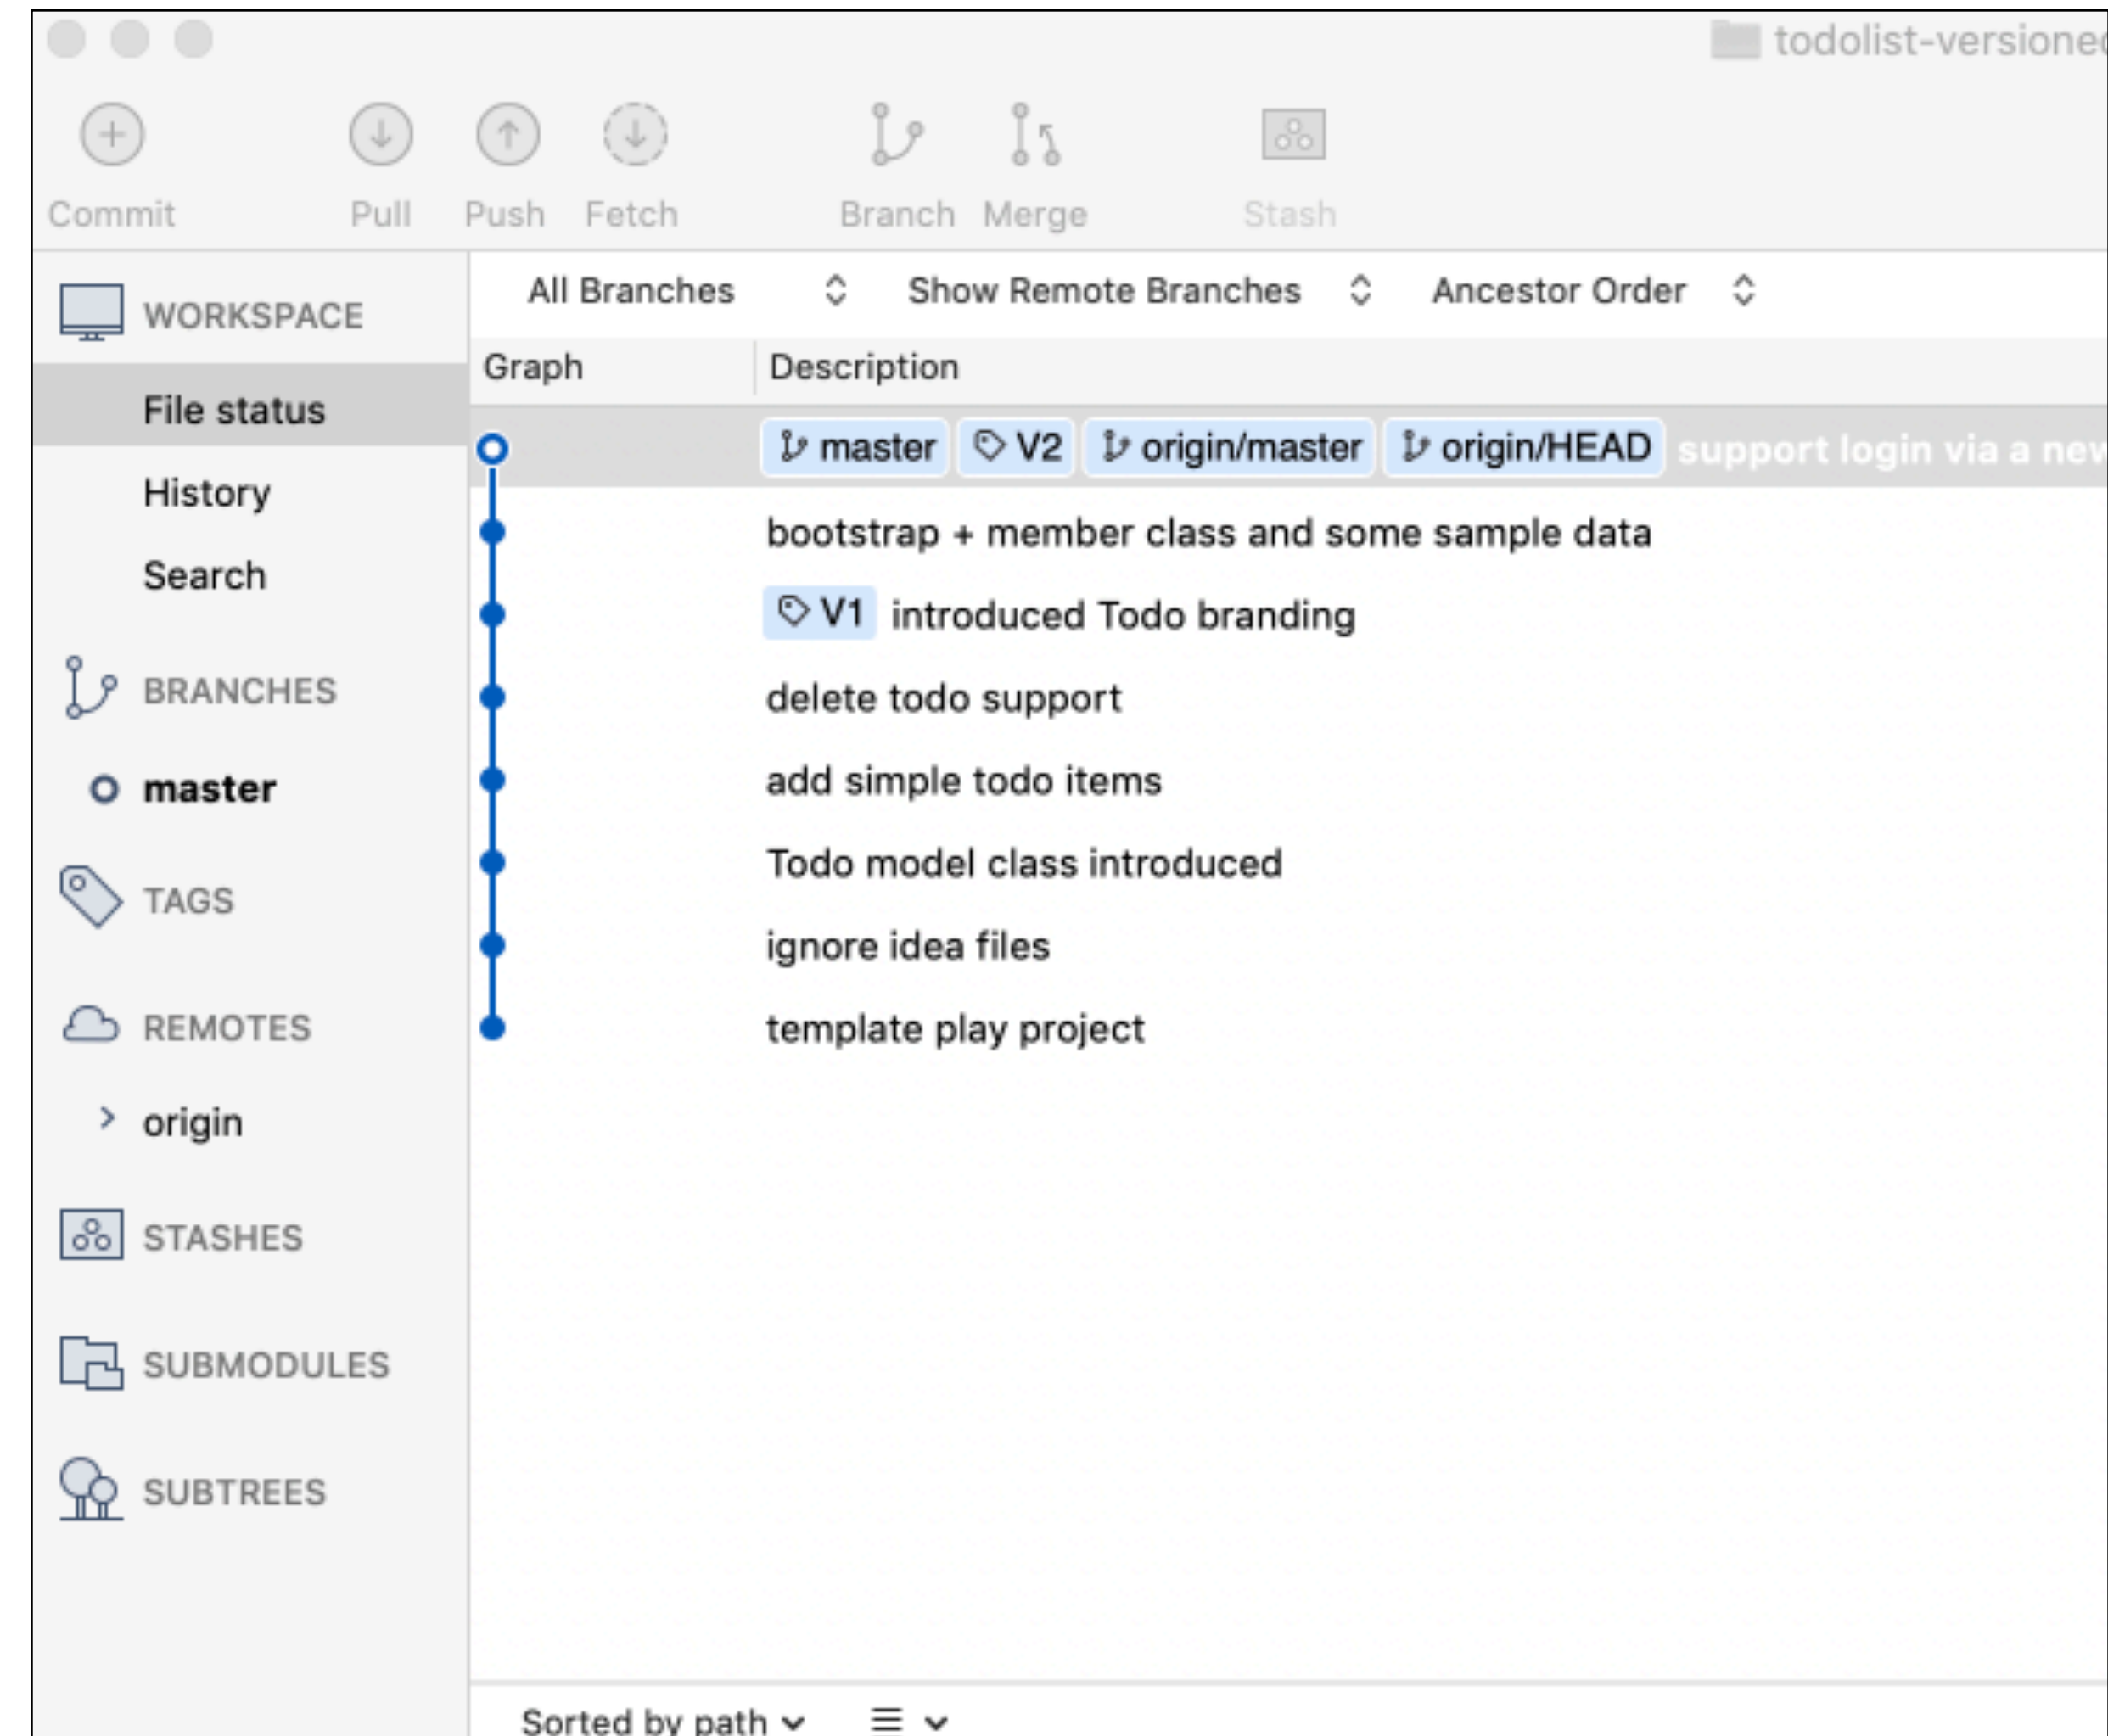 todolist-versioned
Commit Pull Push Fetch Branch Merge Stash
WORKSPACE
File status
History
Search
BRANCHES
master
TAGS
REMOTES
origin
STASHES
SUBMODULES
SUBTREES
All Branches Show Remote Branches Ancestor Order
Graph Description
master V2 origin/master origin/HEAD support login via a new
bootstrap + member class and some sample data
V1 introduced Todo branding
delete todo support
add simple todo items
Todo model class introduced
ignore idea files
template play project
Sorted by path